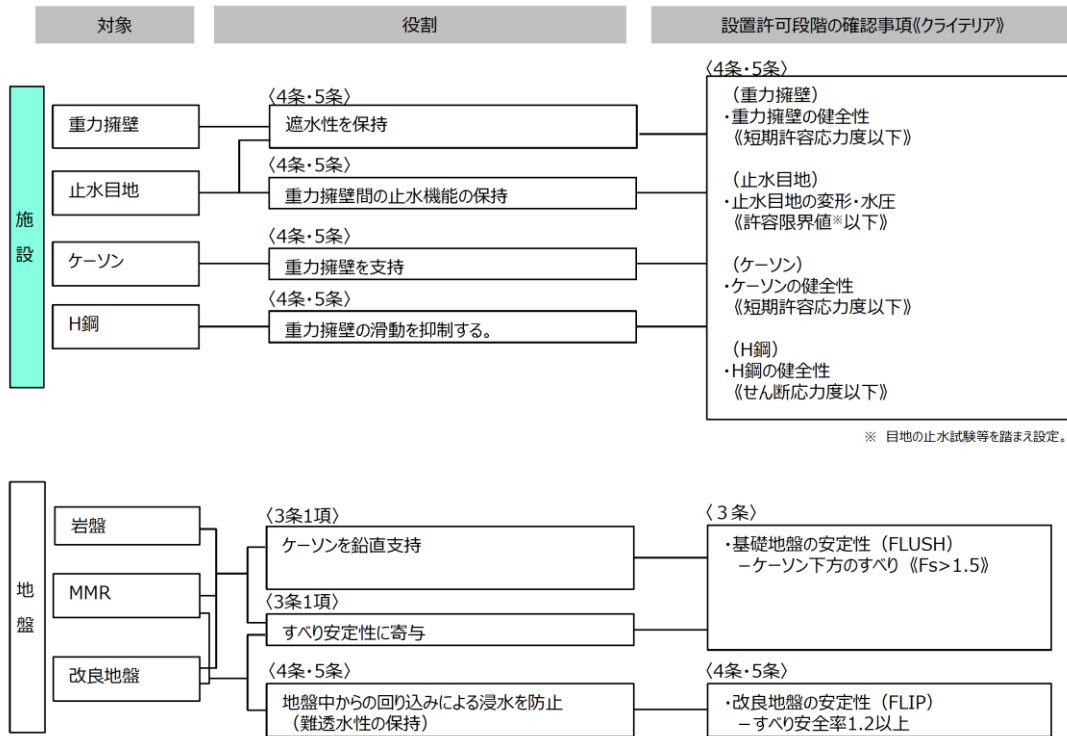 対象
役割
設置許可段階の確認事項《クライテリア》
施設
重力擁壁
止水目地
ケーソン
H鋼
〈4条・5条〉
遮水性を保持
〈4条・5条〉
重力擁壁間の止水機能の保持
〈4条・5条〉
重力擁壁を支持
〈4条・5条〉
重力擁壁の滑動を抑制する。
〈4条・5条〉
（重力擁壁）
・重力擁壁の健全性
《短期許容応力度以下》
（止水目地）
・止水目地の変形・水圧
《許容限界値※以下》
（ケーソン）
・ケーソンの健全性
《短期許容応力度以下》
（H鋼）
・H鋼の健全性
《せん断応力度以下》
※ 目地の止水試験等を踏まえ設定。
地盤
岩盤
MMR
改良地盤
〈3条1項〉
ケーソンを鉛直支持
〈3条1項〉
すべり安定性に寄与
〈4条・5条〉
地盤中からの回り込みによる浸水を防止
（難透水性の保持）
〈３条〉
・基礎地盤の安定性（FLUSH）
－ケーソン下方のすべり《Fs>1.5》
〈4条・5条〉
・改良地盤の安定性（FLIP）
－すべり安全率1.2以上